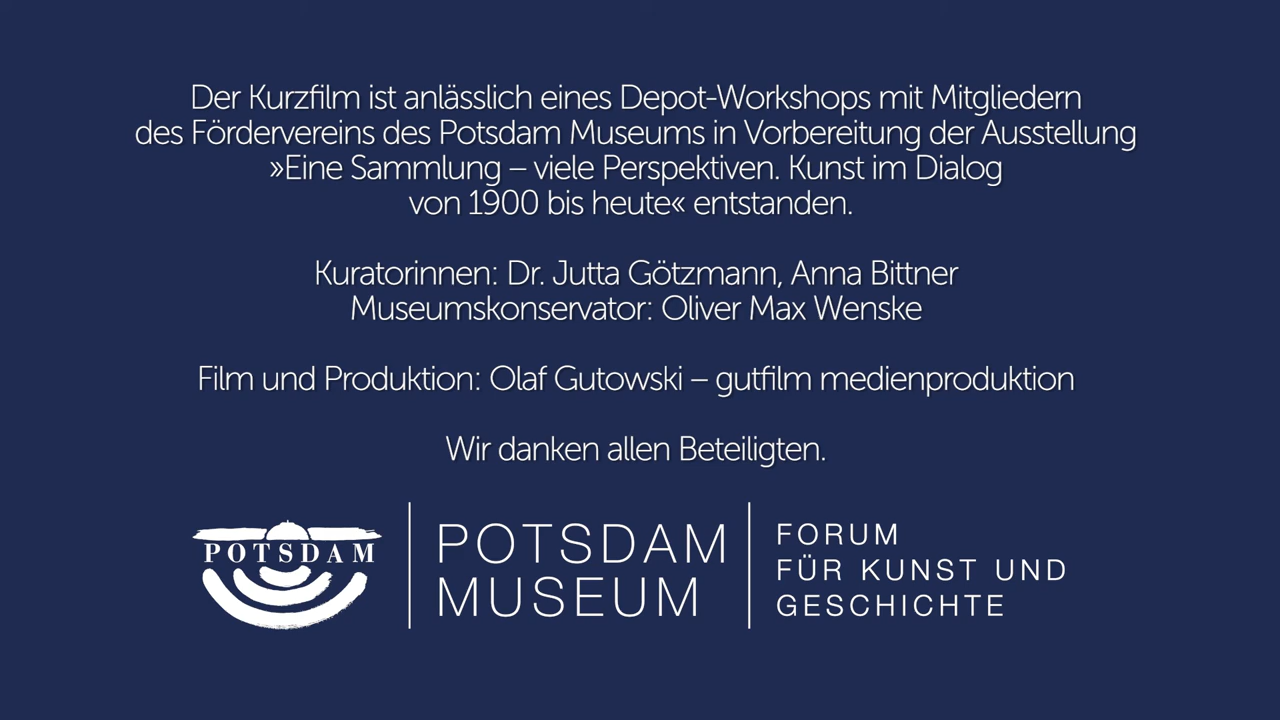 Der Kurzfilm ist anlässlich eines Depot-Workshops mit Mitgliedern
des Fördervereins des Potsdam Museums in Vorbereitung der Ausstellung
»Eine Sammlung – viele Perspektiven. Kunst im Dialog
von 1900 bis heute« entstanden.
Kuratorinnen: Dr. Jutta Götzmann, Anna Bittner
Museumskonservator: Oliver Max Wenske
Film und Produktion: Olaf Gutowski – gutfilm medienproduktion
Wir danken allen Beteiligten.
POTSDAM
POTSDAM
MUSEUM
FORUM
FÜR KUNST UND
GESCHICHTE